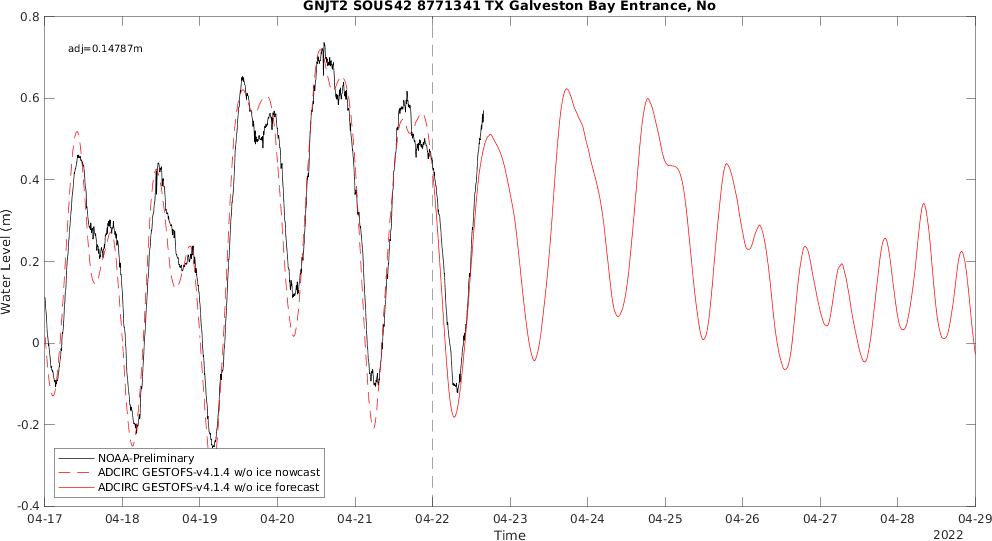 GNJT2 SOUS42 8771341 TX Galveston Bay Entrance, No
adj=0.14787m
0.8
0.6
0.4
0.2
0
-0.2
-0.4
Water Level (m)
NOAA-Preliminary
ADCIRC GESTOFS-v4.1.4 w/o ice nowcast
ADCIRC GESTOFS-v4.1.4 w/o ice forecast
04-17 04-18 04-19 04-20 04-21 04-22 04-23 04-24 04-25 04-26 04-27 04-28 04-29
Time
2022